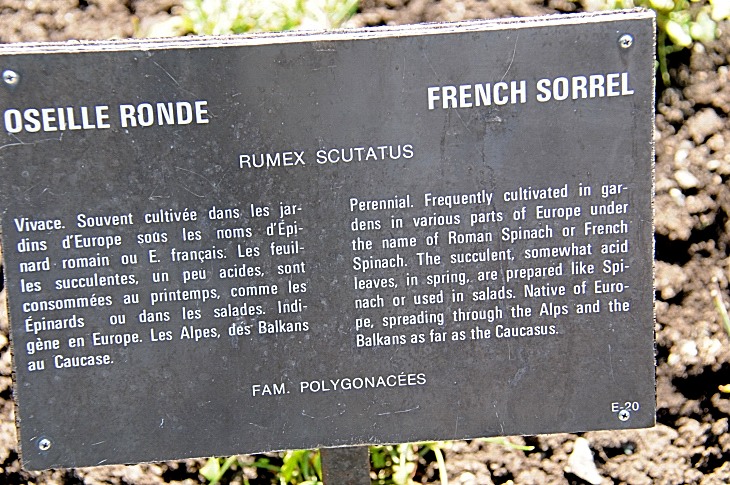 OSEILLE RONDE
FRENCH SORREL
RUMEX SCUTATUS
Vivace. Souvent cultivée dans les jar-
dins d'Europe sous les noms d'Épi-
nard romain ou E. français. Les feuil-
les succulentes, un peu acides, sont
consommées au printemps, comme les
Épinards ou dans les salades. Indi-
gène en Europe. Les Alpes, des Balkans
au Caucase.
Perennial. Frequently cultivated in gar-
dens in various parts of Europe under
the name of Roman Spinach or French
Spinach. The succulent, somewhat acid
leaves, in spring, are prepared like Spi-
nach or used in salads. Native of Euro-
pe, spreading through the Alps and the
Balkans as far as the Caucasus.
FAM. POLYGONACÉES
E-20